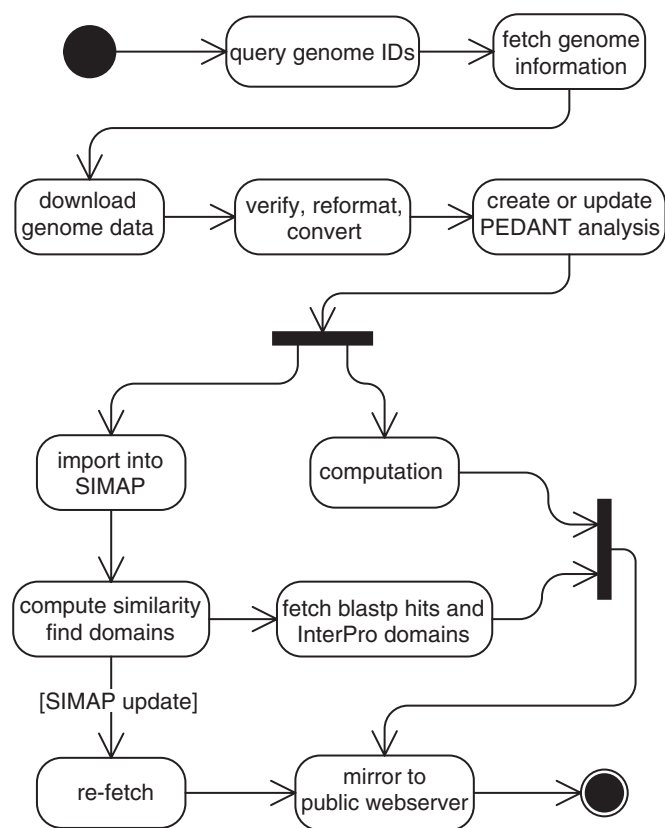 query genome IDs
fetch genome
information
download
genome data
verify, reformat,
convert
create or update
PEDANT analysis
import into
SIMAP
computation
compute similarity
find domains
fetch blastp hits and
InterPro domains
[SIMAP update]
re-fetch
mirror to
public webserver